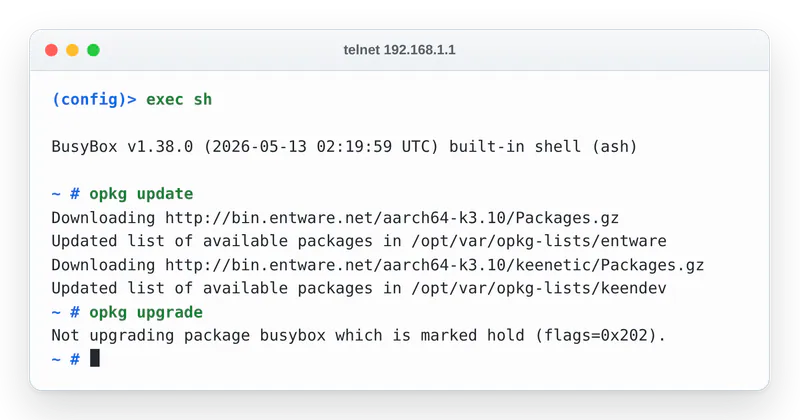 telnet 192.168.1.1
(config)> exec sh
BusyBox v1.38.0 (2026-05-13 02:19:59 UTC) built-in shell (ash)
~ # opkg update
Downloading http://bin.entware.net/aarch64-k3.10/Packages.gz
Updated list of available packages in /opt/var/opkg-lists/entware
Downloading http://bin.entware.net/aarch64-k3.10/keenetic/Packages.gz
Updated list of available packages in /opt/var/opkg-lists/keendev
~ # opkg upgrade
Not upgrading package busybox which is marked hold (flags=0x202).
~ #